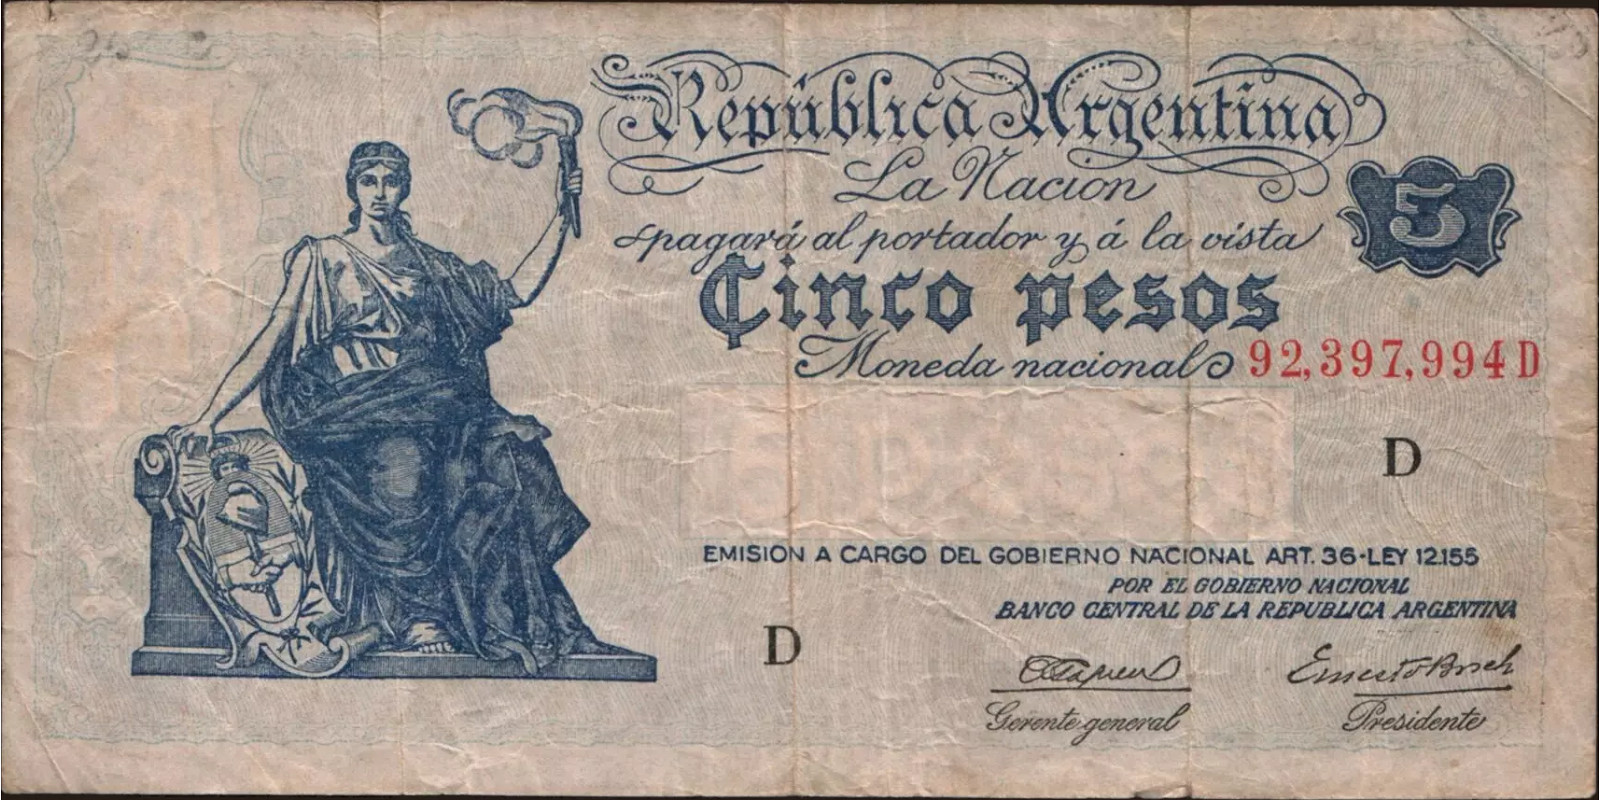 República Argentina
La Nacion
pagará al portador y á la vista
5
Cinco pesos
Moneda nacional
92,397,994 D
D
EMISION A CARGO DEL GOBIERNO NACIONAL ART. 36-LEY 12.155
POR EL GOBIERNO NACIONAL
BANCO CENTRAL DE LA REPUBLICA ARGENTINA
D
Ernesto Bosch
Gerente general
Presidente